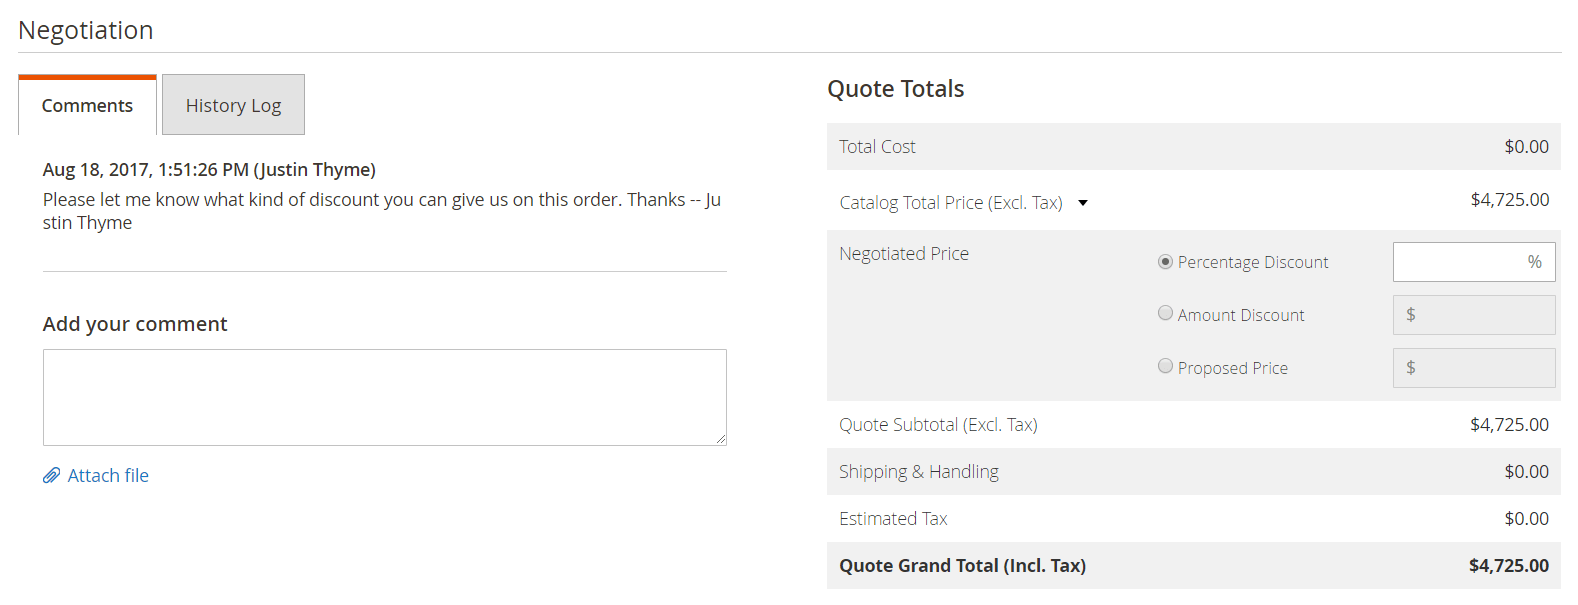 Negotiation
Comments
History Log
Aug 18, 2017, 1:51:26 PM (Justin Thyme)
Please let me know what kind of discount you can give us on this order. Thanks -- Ju
stin Thyme
Add your comment
Attach file
Quote Totals
Total Cost $0.00
Catalog Total Price (Excl. Tax) $4,725.00
Negotiated Price
Percentage Discount %
Amount Discount $
Proposed Price $
Quote Subtotal (Excl. Tax) $4,725.00
Shipping & Handling $0.00
Estimated Tax $0.00
Quote Grand Total (Incl. Tax) $4,725.00